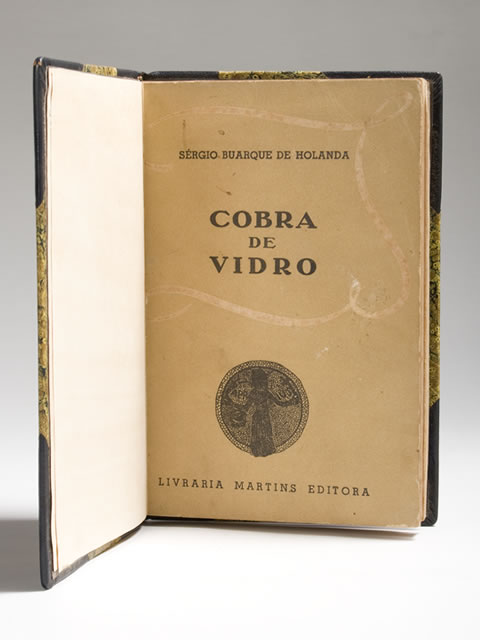 SÉRGIO BUARQUE DE HOLANDA
COBRA
DE
VIDRO
LIVRARIA MARTINS EDITORA